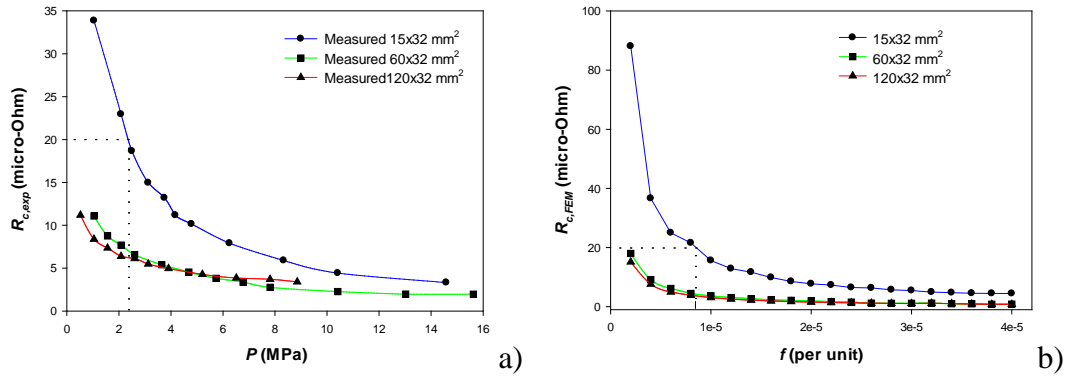 35
30
25
20
15
10
5
0
R_{c,exp} (micro-Ohm)
0 2 4 6 8 10 12 14 16
P (MPa)
Measured 15x32 mm²
Measured 60x32 mm²
Measured120x32 mm²
a)
100
80
60
40
20
0
R_{c,FEM} (micro-Ohm)
0 1e-5 2e-5 3e-5 4e-5
f (per unit)
15x32 mm²
60x32 mm²
120x32 mm²
b)